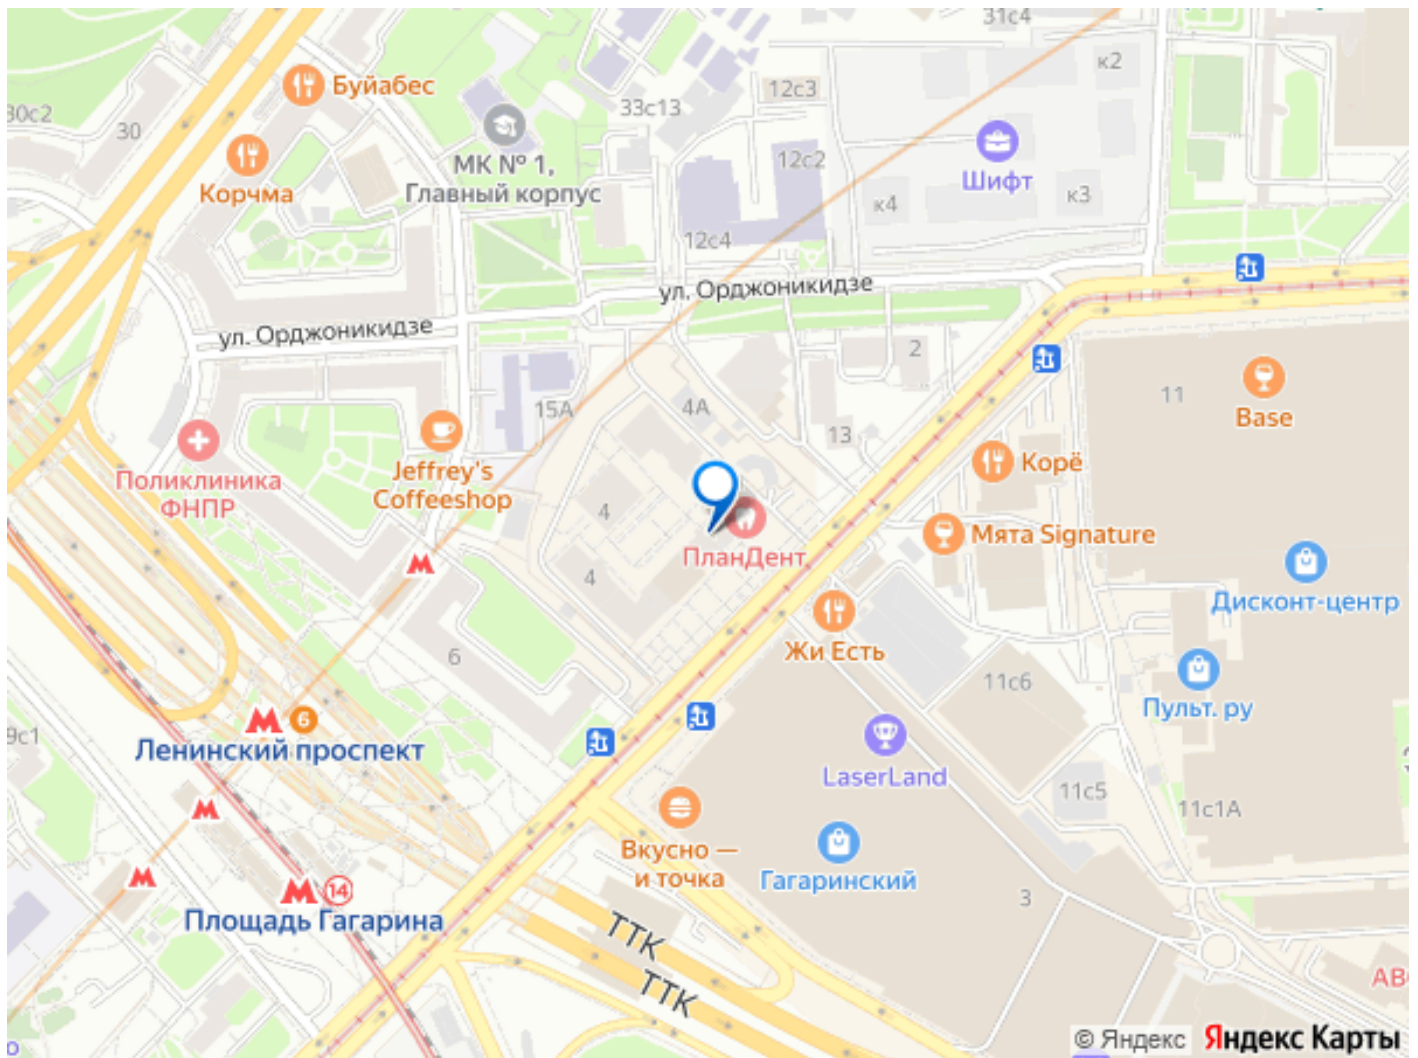 31с4
к2
Буйабес
12с3
33с13
30с2
30
МК № 1,
Главный корпус
12с2
Шифт
Корчма
к4
к3
12с4
ул. Орджоникидзе
ул. Орджоникидзе
2
11
Base
15А
4А
13
Корё
Поликлиника
ФНПР
Jeffrey's
Coffeeshop
4
Мята Signature
ПланДент
4
Дисконт-центр
Жи Есть
6
11с6
Пульт. ру
6
Ленинский проспект
9с1
LaserLand
11с5
11с1А
Вкусно —
и точка
Гагаринский
14
Площадь Гагарина
3
ТТК
ТТК
АВС
© Яндекс Яндекс Карты